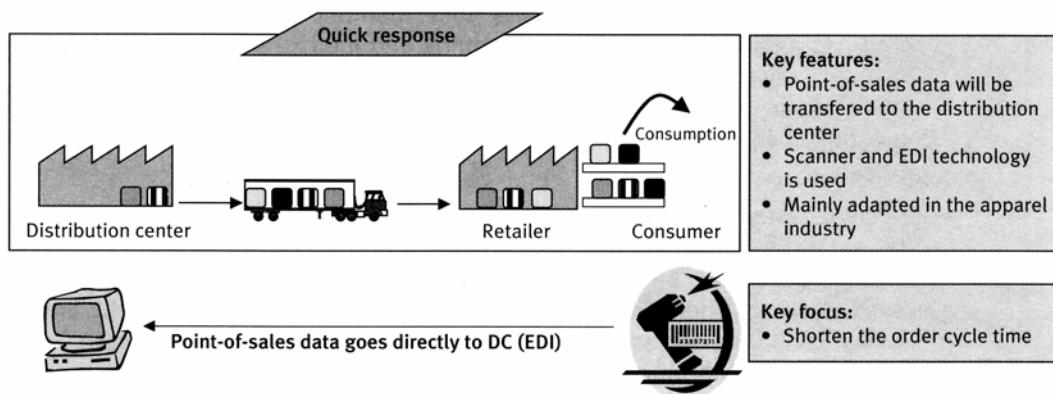 Quick response
Consumption
Distribution center
Retailer
Consumer
Key features:
• Point-of-sales data will be
transfered to the distribution
center
• Scanner and EDI technology
is used
• Mainly adapted in the apparel
industry
Point-of-sales data goes directly to DC (EDI)
Key focus:
• Shorten the order cycle time